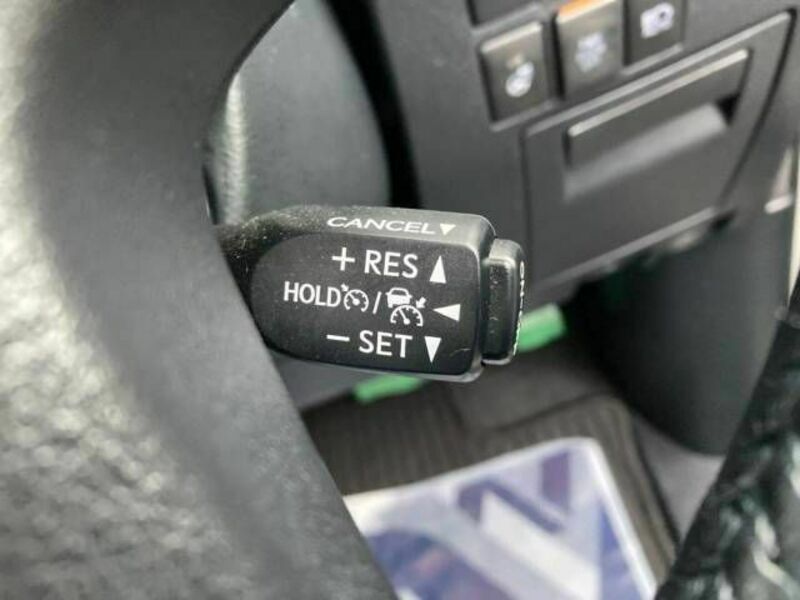 CANCEL▼
+ RES ▲
HOLD / ◀
− SET ▼